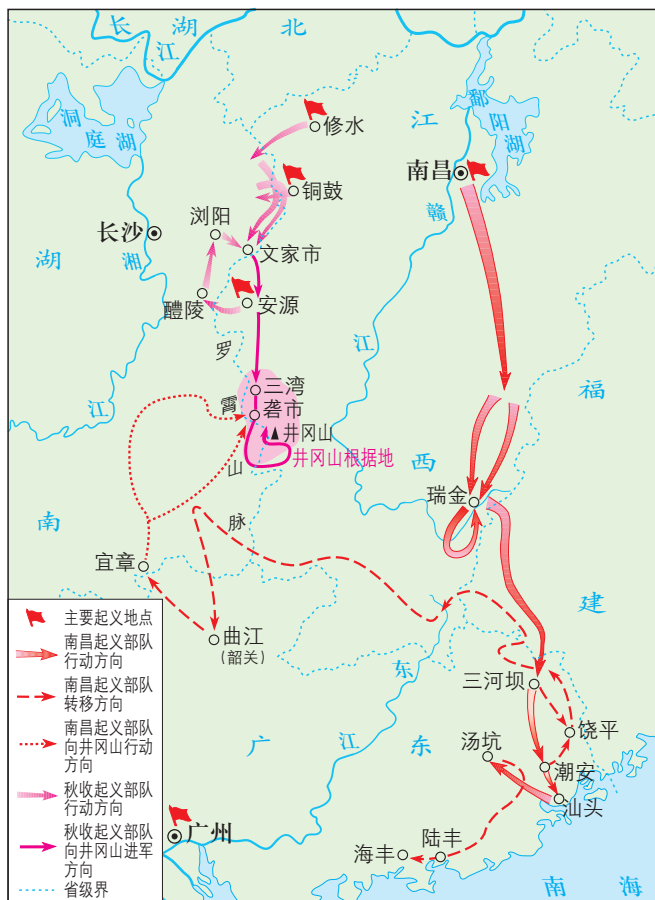 长江
湖
北
洞庭湖
修水
江
鄱阳湖
南昌
铜鼓
赣
浏阳
长沙
文家市
湖
湘
醴陵
安源
罗
江
福
三湾
霄
砻市
江
井冈山
井冈山根据地
西
山
瑞金
南
脉
宜章
建
曲江
(韶关)
东
三河坝
饶平
广
江
东
汤坑
潮安
汕头
广州
陆丰
海丰
南
海
主要起义地点
南昌起义部队
行动方向
南昌起义部队
转移方向
南昌起义部队
向井冈山行动
方向
秋收起义部队
行动方向
秋收起义部队
向井冈山进军
方向
省级界